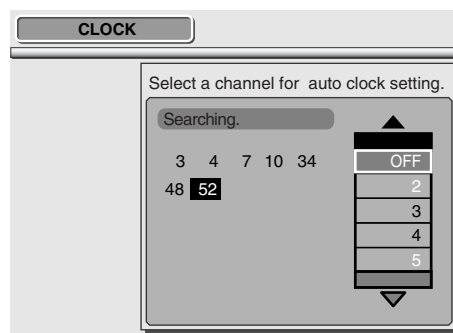 CLOCK
Select a channel for auto clock setting.
Searching.
3 4 7 10 34
48 52
OFF
2
3
4
5